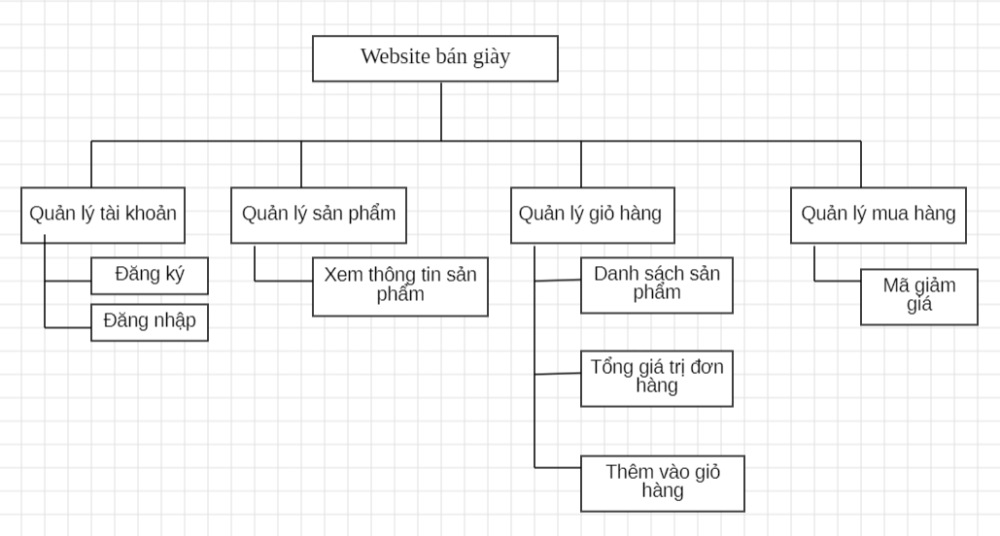 Website bán giày
Quản lý tài khoản
Quản lý sản phẩm
Quản lý giỏ hàng
Quản lý mua hàng
Đăng ký
Đăng nhập
Xem thông tin sản
phẩm
Danh sách sản
phẩm
Tổng giá trị đơn
hàng
Thêm vào giỏ
hàng
Mã giảm
giá